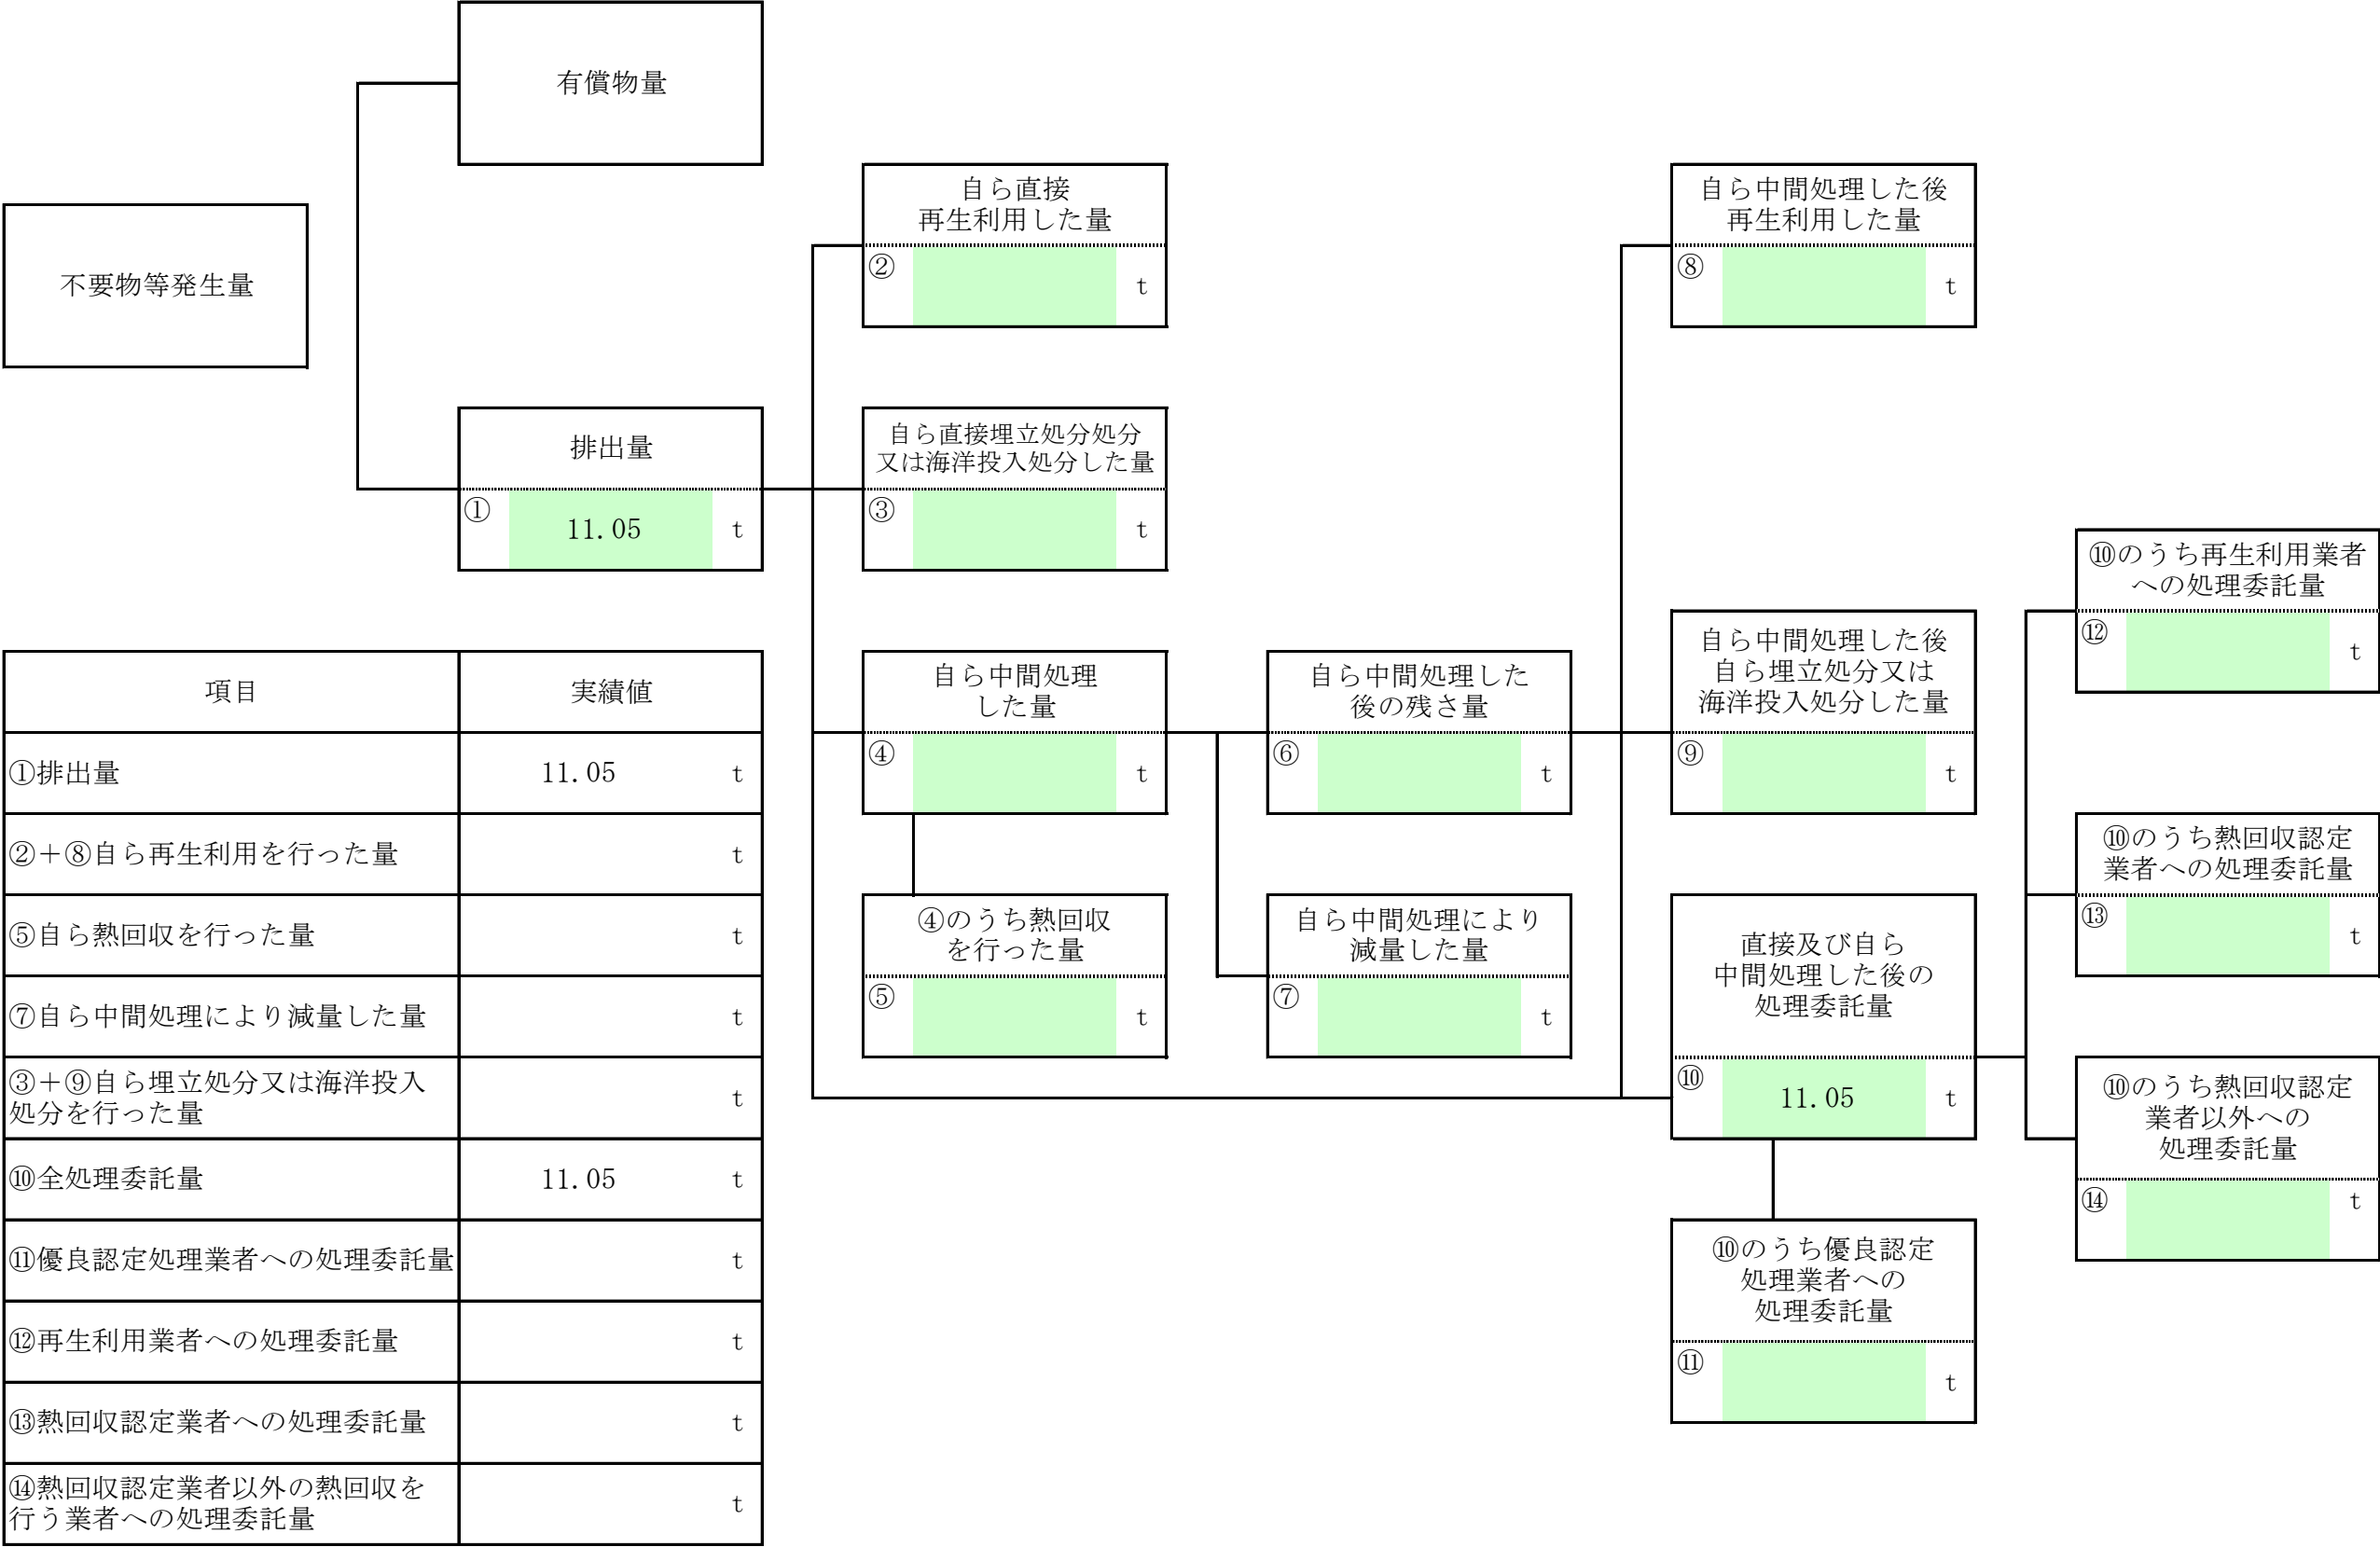 有償物量
不要物等発生量
自ら直接
再生利用した量
②
t
自ら中間処理した後
再生利用した量
⑧
t
排出量
①
11.05
t
自ら直接埋立処分処分
又は海洋投入処分した量
③
t
⑩のうち再生利用業者
への処理委託量
⑫
t
自ら中間処理
した量
④
t
自ら中間処理した
後の残さ量
⑥
t
自ら中間処理した後
自ら埋立処分又は
海洋投入処分した量
⑨
t
⑩のうち熱回収認定
業者への処理委託量
⑬
t
④のうち熱回収
を行った量
⑤
t
自ら中間処理により
減量した量
⑦
t
直接及び自ら
中間処理した後の
処理委託量
⑩
11.05
t
⑩のうち熱回収認定
業者以外への
処理委託量
⑭
t
⑩のうち優良認定
処理業者への
処理委託量
⑪
t
項目 実績値
①排出量 11.05 t
②＋⑧自ら再生利用を行った量 t
⑤自ら熱回収を行った量 t
⑦自ら中間処理により減量した量 t
③＋⑨自ら埋立処分又は海洋投入
処分を行った量 t
⑩全処理委託量 11.05 t
⑪優良認定処理業者への処理委託量 t
⑫再生利用業者への処理委託量 t
⑬熱回収認定業者への処理委託量 t
⑭熱回収認定業者以外の熱回収を
行う業者への処理委託量 t